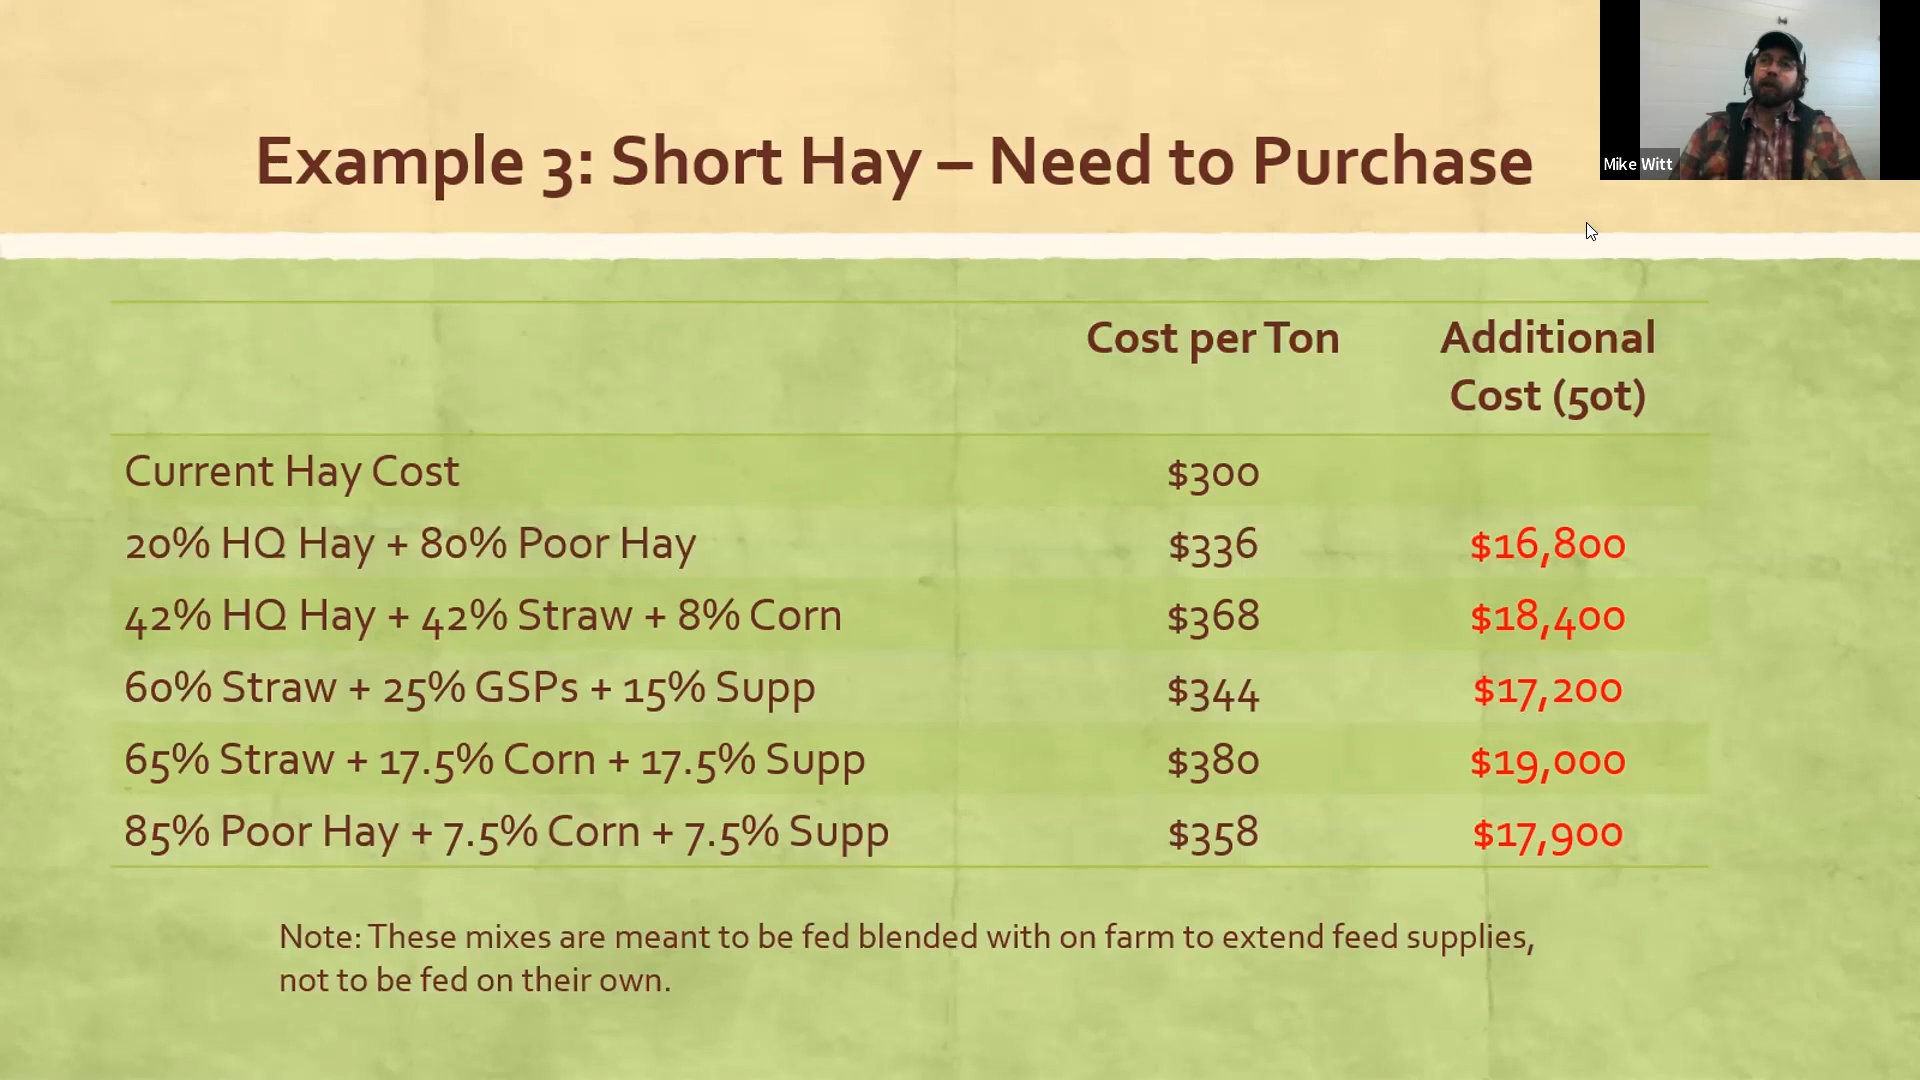 Example 3: Short Hay – Need to Purchase
Mike Witt
Cost per Ton
Additional
Cost (50t)
Current Hay Cost $300
20% HQ Hay + 80% Poor Hay $336 $16,800
42% HQ Hay + 42% Straw + 8% Corn $368 $18,400
60% Straw + 25% GSPs + 15% Supp $344 $17,200
65% Straw + 17.5% Corn + 17.5% Supp $380 $19,000
85% Poor Hay + 7.5% Corn + 7.5% Supp $358 $17,900
Note: These mixes are meant to be fed blended with on farm to extend feed supplies,
not to be fed on their own.